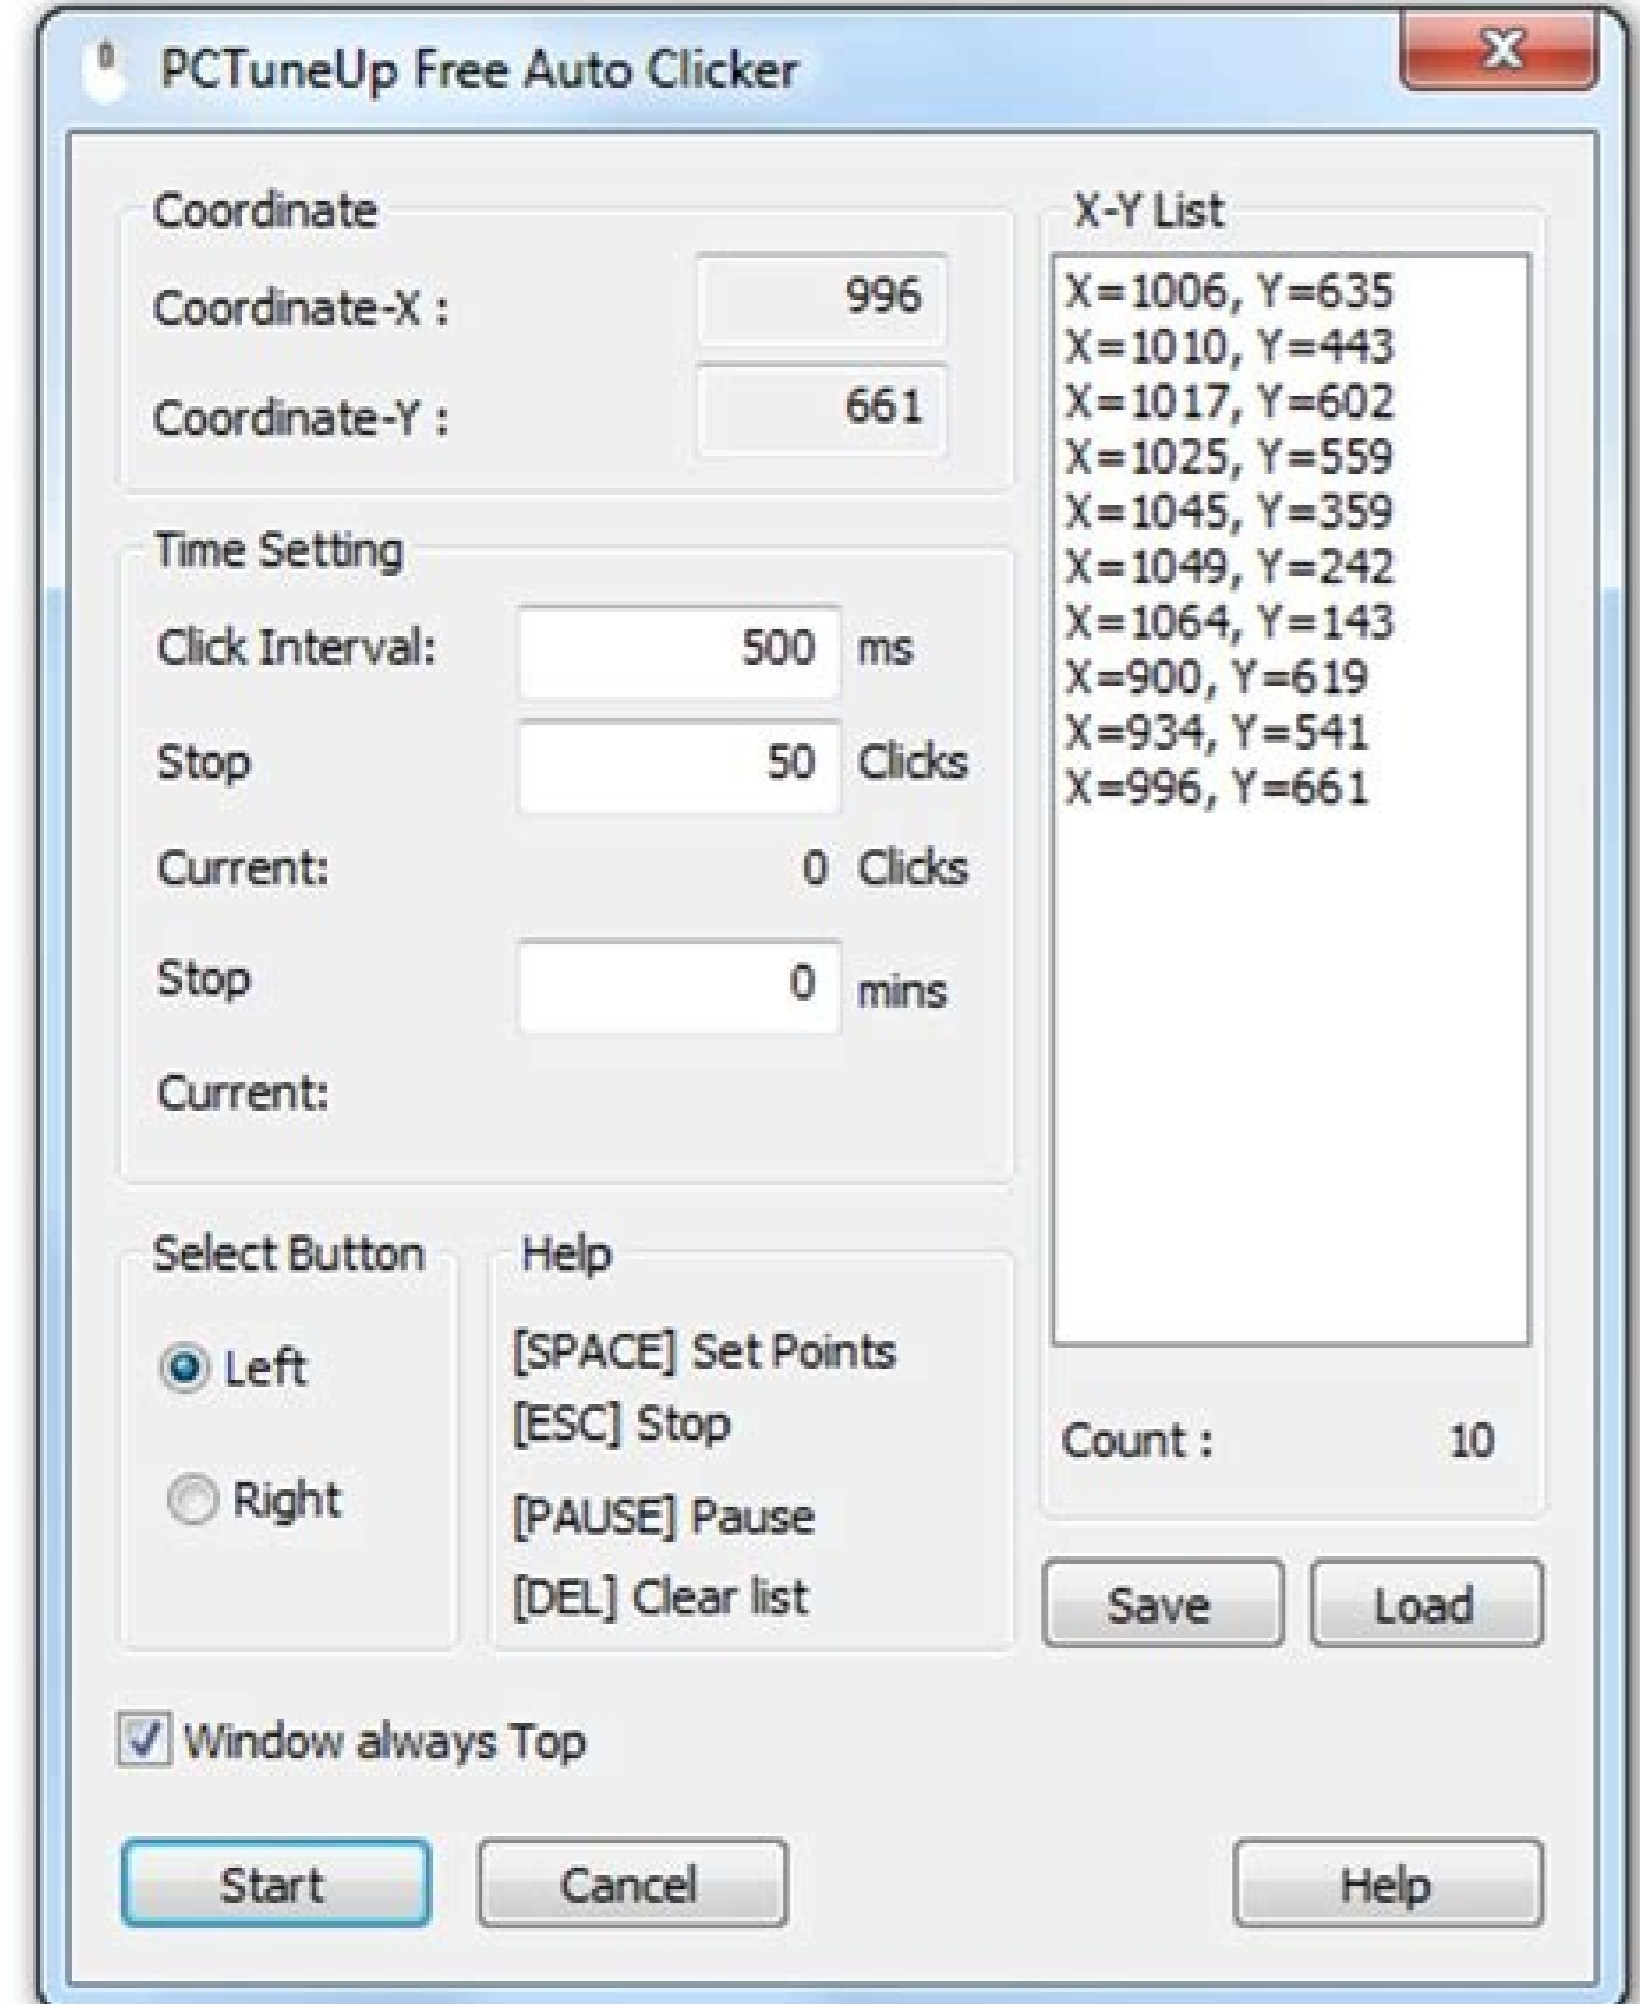 PCTuneUp Free Auto Clicker
X
Coordinate
Coordinate-X : 996
Coordinate-Y : 661
Time Setting
Click Interval: 500 ms
Stop 50 Clicks
Current: 0 Clicks
Stop 0 mins
Current:
X-Y List
X=1006, Y=635
X=1010, Y=443
X=1017, Y=602
X=1025, Y=559
X=1045, Y=359
X=1049, Y=242
X=1064, Y=143
X=900, Y=619
X=934, Y=541
X=996, Y=661
Count : 10
Select Button
Left
Right
Help
[SPACE] Set Points
[ESC] Stop
[PAUSE] Pause
[DEL] Clear list
Save Load
Window always Top
Start Cancel Help